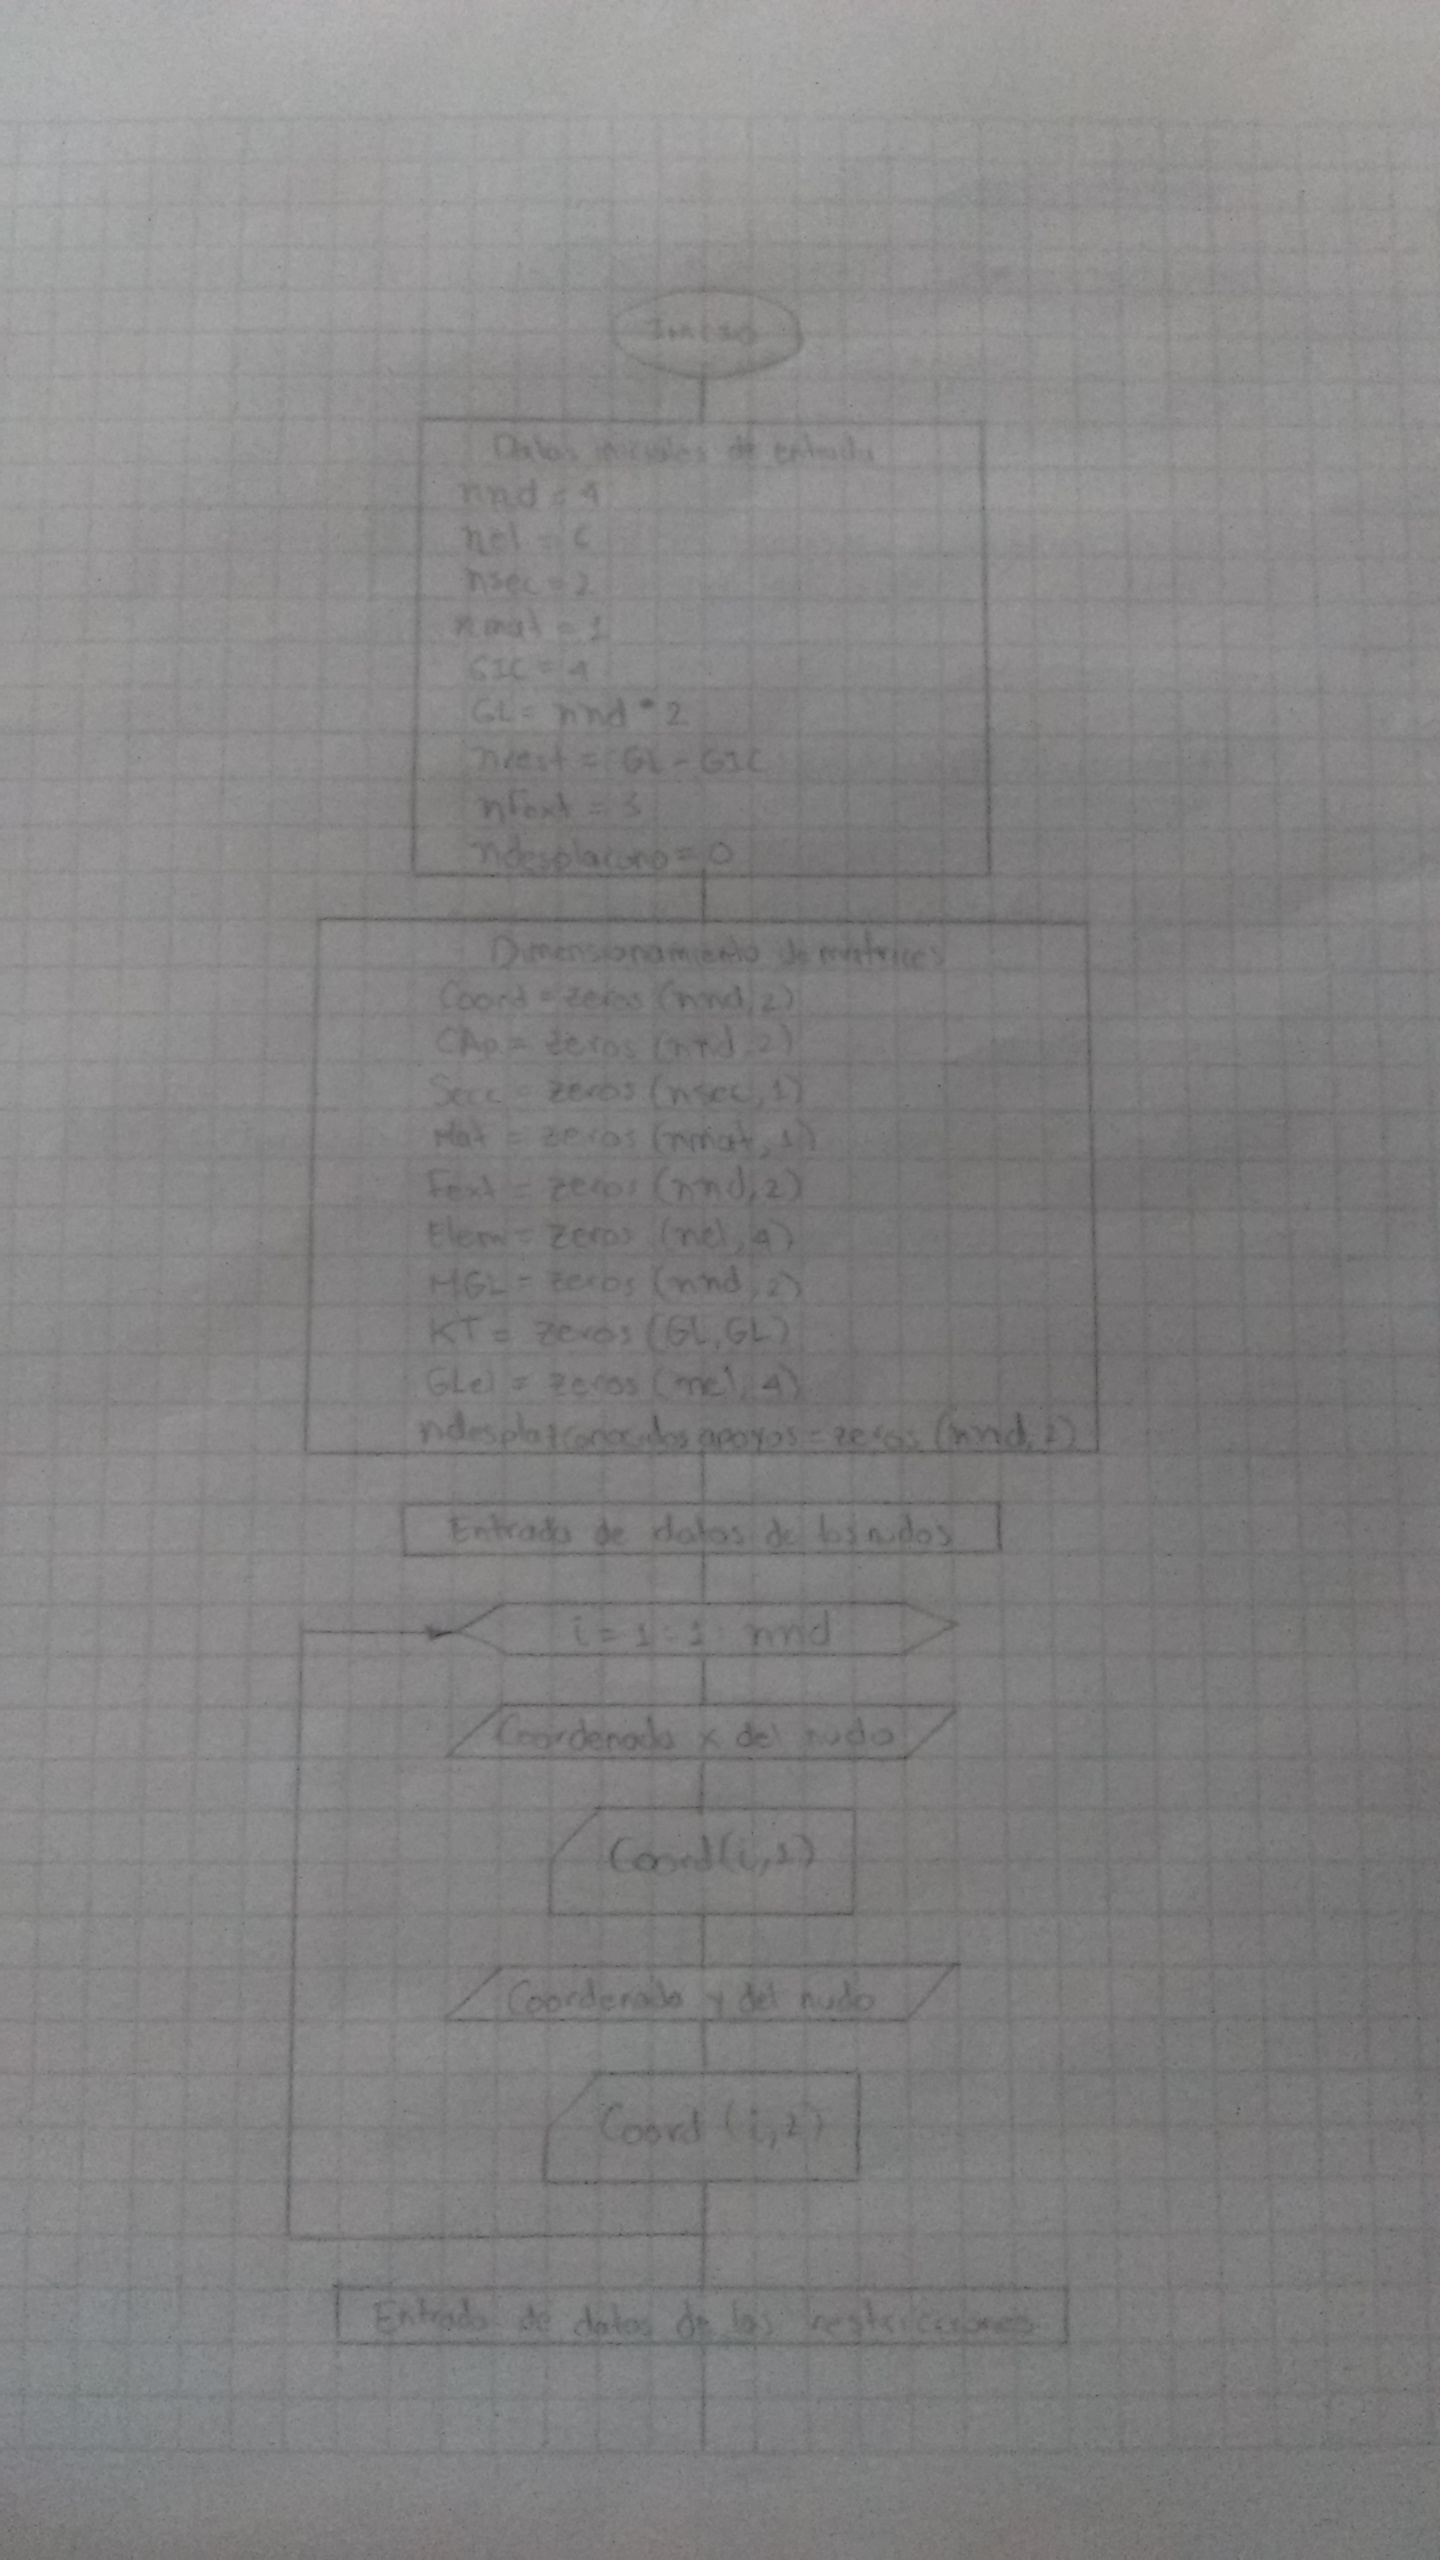 Inicio
Datos iniciales de entrada
nnd = 4
nel = 6
nsec = 2
nmat = 1
GIC = 4
GL = nnd * 2
nrest = GL - GIC
nFext = 3
ndesplacono = 0
Dimensionamiento de matrices
Coord = zeros (nnd, 2)
CAp = zeros (nnd, 2)
Secc = zeros (nsec, 1)
Mat = zeros (nmat, 1)
Fext = zeros (nnd, 2)
Elem = zeros (nel, 4)
MGL = zeros (nnd, 2)
KT = zeros (GL, GL)
GLel = zeros (nel, 4)
ndesplazconocidosapoyos = zeros (nnd, 2)
Entrada de datos de los nudos
i = 1 : 1 : nnd
Coordenada x del nudo
Coord(i,1)
Coordenada y del nudo
Coord (i,2)
Entrada de datos de las restricciones